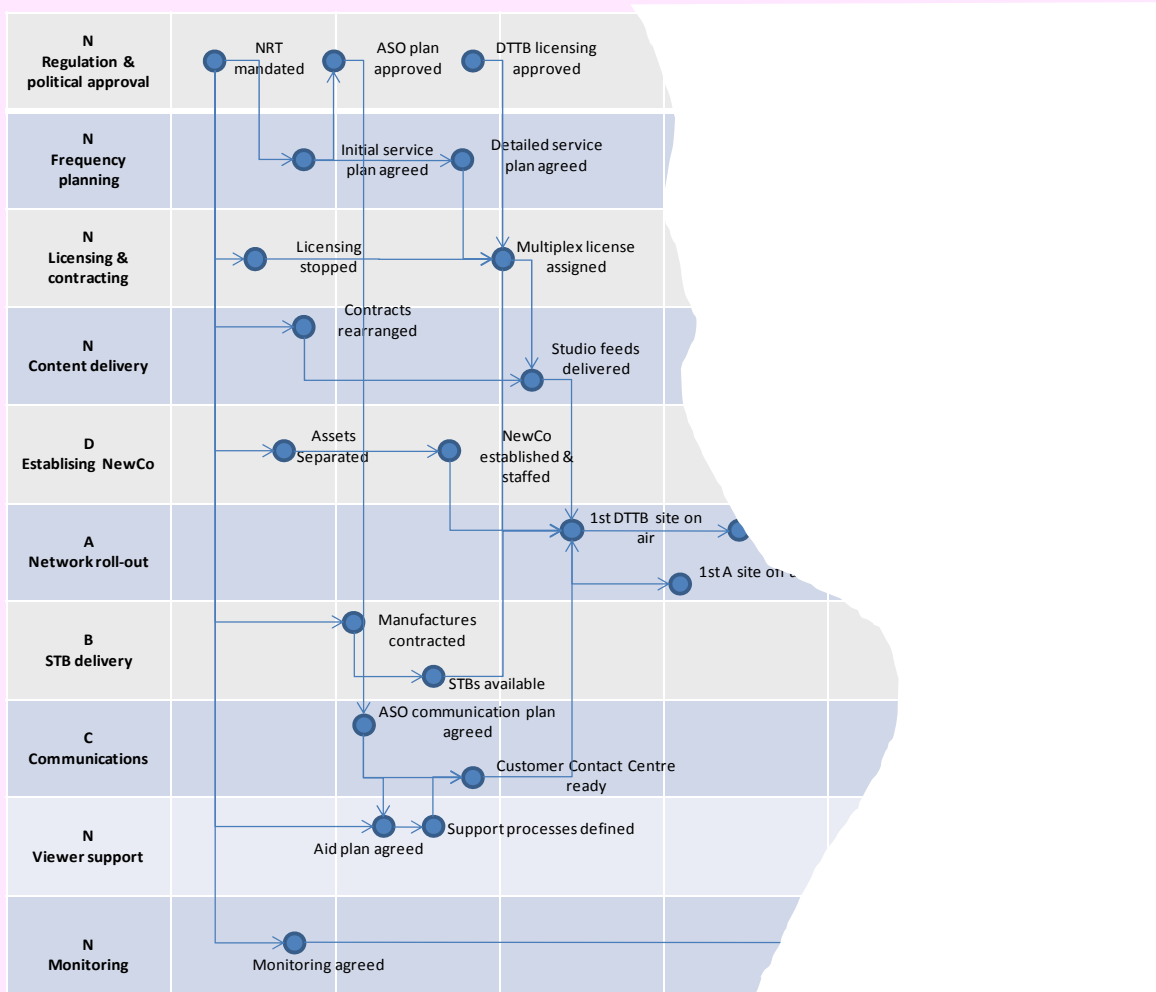 N
Regulation &
political approval
NRT
mandated
ASO plan
approved
DTTB licensing
approved
N
Frequency
planning
Initial service
plan agreed
Detailed service
plan agreed
N
Licensing &
contracting
Licensing
stopped
Multiplex license
assigned
N
Content delivery
Contracts
rearranged
Studio feeds
delivered
D
Establising NewCo
Assets
Separated
NewCo
established &
staffed
A
Network roll-out
1st DTTB site on
air
1st A site off
B
STB delivery
Manufactures
contracted
STBs available
C
Communications
ASO communication plan
agreed
Customer Contact Centre
ready
N
Viewer support
Aid plan agreed
Support processes defined
N
Monitoring
Monitoring agreed